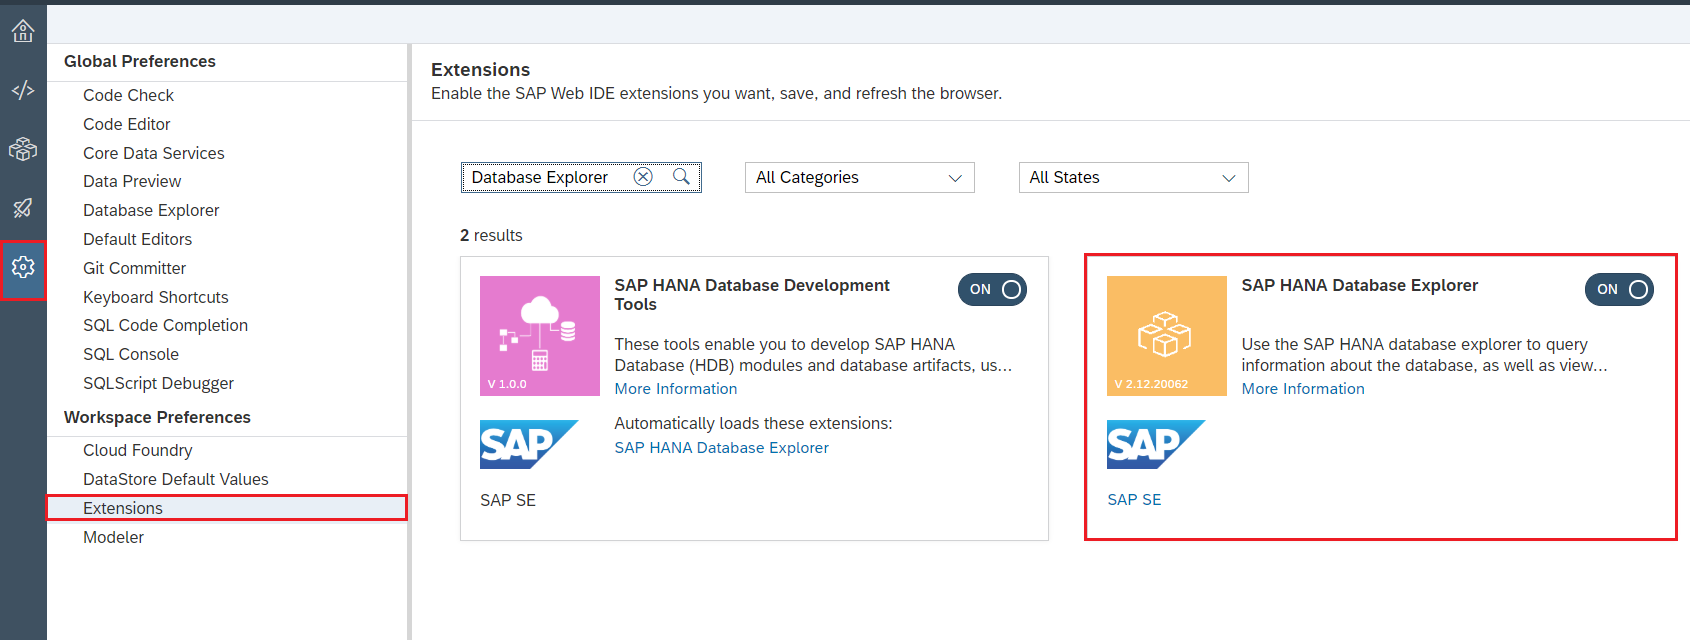 Global Preferences
Code Check
Code Editor
Core Data Services
Data Preview
Database Explorer
Default Editors
Git Committer
Keyboard Shortcuts
SQL Code Completion
SQL Console
SQLScript Debugger
Workspace Preferences
Cloud Foundry
DataStore Default Values
Extensions
Modeler
Extensions
Enable the SAP Web IDE extensions you want, save, and refresh the browser.
Database Explorer
All Categories
All States
2 results
SAP HANA Database Development
Tools
ON
These tools enable you to develop SAP HANA
Database (HDB) modules and database artifacts, us...
More Information
V 1.0.0
Automatically loads these extensions:
SAP HANA Database Explorer
SAP
SAP SE
SAP HANA Database Explorer
ON
Use the SAP HANA database explorer to query
information about the database, as well as view...
More Information
V 2.12.20062
SAP
SAP SE